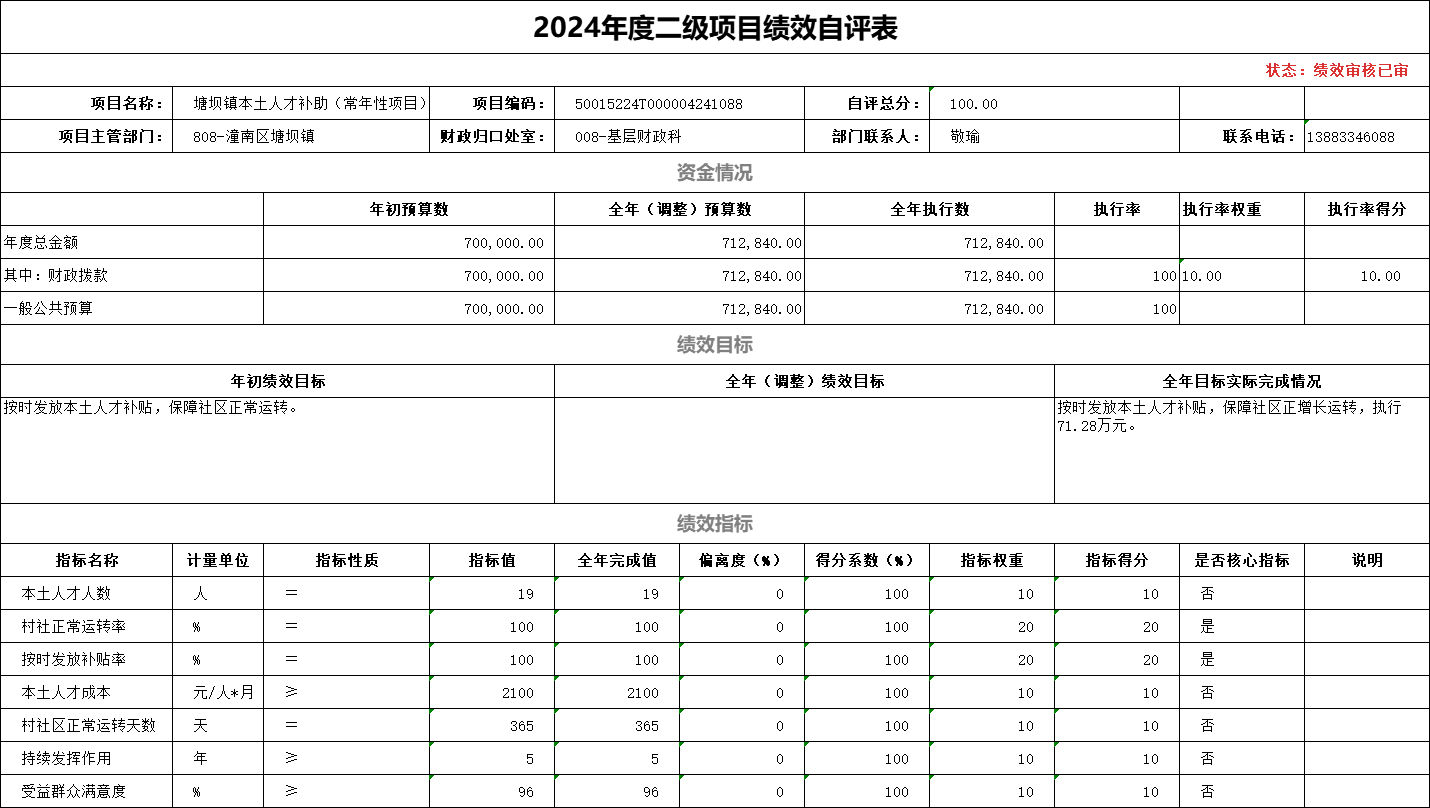 2024年度二级项目绩效自评表
状态：绩效审核已审
项目名称： 塘坝镇本土人才补助（常年性项目） 项目编码： 50015224T000004241088 自评总分： 100.00
项目主管部门： 808-潼南区塘坝镇 财政归口处室： 008-基层财政科 部门联系人： 敬瑜 联系电话： 13883346088
资金情况
年初预算数 全年（调整）预算数 全年执行数 执行率 执行率权重 执行率得分
年度总金额 700,000.00 712,840.00 712,840.00
其中：财政拨款 700,000.00 712,840.00 712,840.00 100 10.00 10.00
一般公共预算 700,000.00 712,840.00 712,840.00 100
绩效目标
年初绩效目标 全年（调整）绩效目标 全年目标实际完成情况
按时发放本土人才补贴，保障社区正常运转。 按时发放本土人才补贴，保障社区正增长运转，执行
71.28万元。
绩效指标
指标名称 计量单位 指标性质 指标值 全年完成值 偏离度（%） 得分系数（%） 指标权重 指标得分 是否核心指标 说明
本土人才人数 人 ＝ 19 19 0 100 10 10 否
村社正常运转率 % ＝ 100 100 0 100 20 20 是
按时发放补贴率 % ＝ 100 100 0 100 20 20 是
本土人才成本 元/人*月 ≥ 2100 2100 0 100 10 10 否
村社区正常运转天数 天 ＝ 365 365 0 100 10 10 否
持续发挥作用 年 ≥ 5 5 0 100 10 10 否
受益群众满意度 % ≥ 96 96 0 100 10 10 否